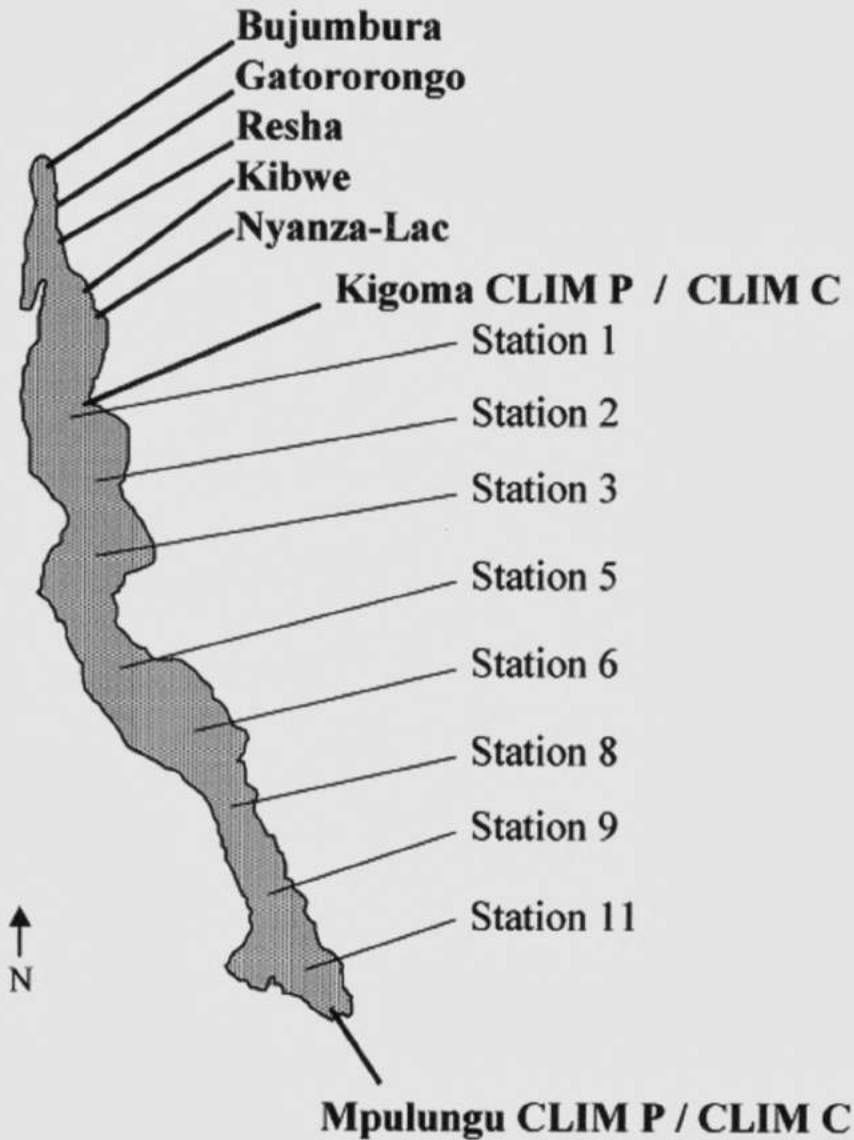 Bujumbura
Gatororongo
Resha
Kibwe
Nyanza-Lac
Kigoma CLIM P / CLIM C
Station 1
Station 2
Station 3
Station 5
Station 6
Station 8
Station 9
Station 11
N
Mpulungu CLIM P / CLIM C